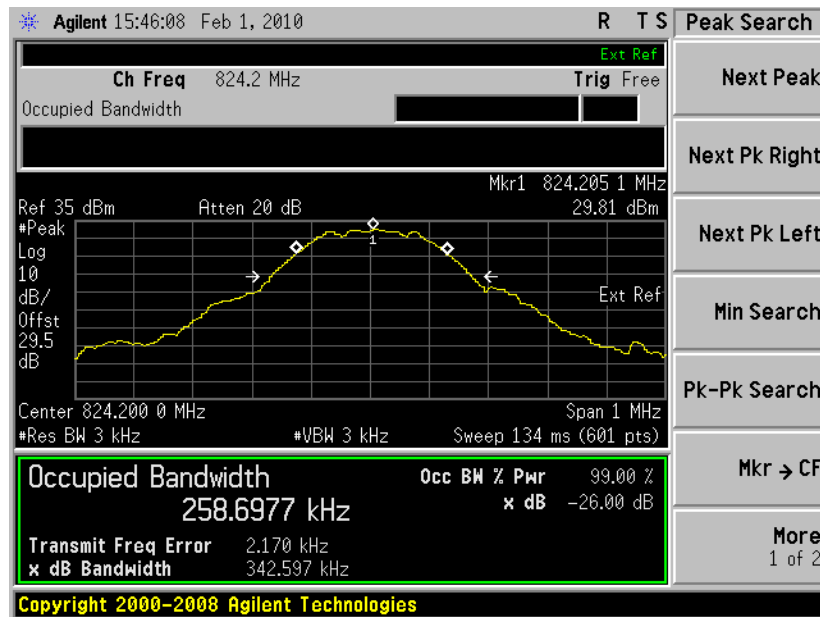 Agilent 15:46:08 Feb 1, 2010 R T S
Peak Search
Ext Ref
Ch Freq 824.2 MHz Trig Free
Occupied Bandwidth
Mkr1 824.205 1 MHz
Ref 35 dBm Atten 20 dB 29.81 dBm
#Peak
Log
10
dB/
Offst
29.5
dB
1
Ext Ref
Center 824.200 0 MHz Span 1 MHz
#Res BW 3 kHz #VBW 3 kHz Sweep 134 ms (601 pts)
Occupied Bandwidth
258.6977 kHz
Occ BW % Pwr 99.00 %
x dB -26.00 dB
Transmit Freq Error 2.170 kHz
x dB Bandwidth 342.597 kHz
Copyright 2000-2008 Agilent Technologies
Next Peak
Next Pk Right
Next Pk Left
Min Search
Pk-Pk Search
Mkr → CF
More
1 of 2